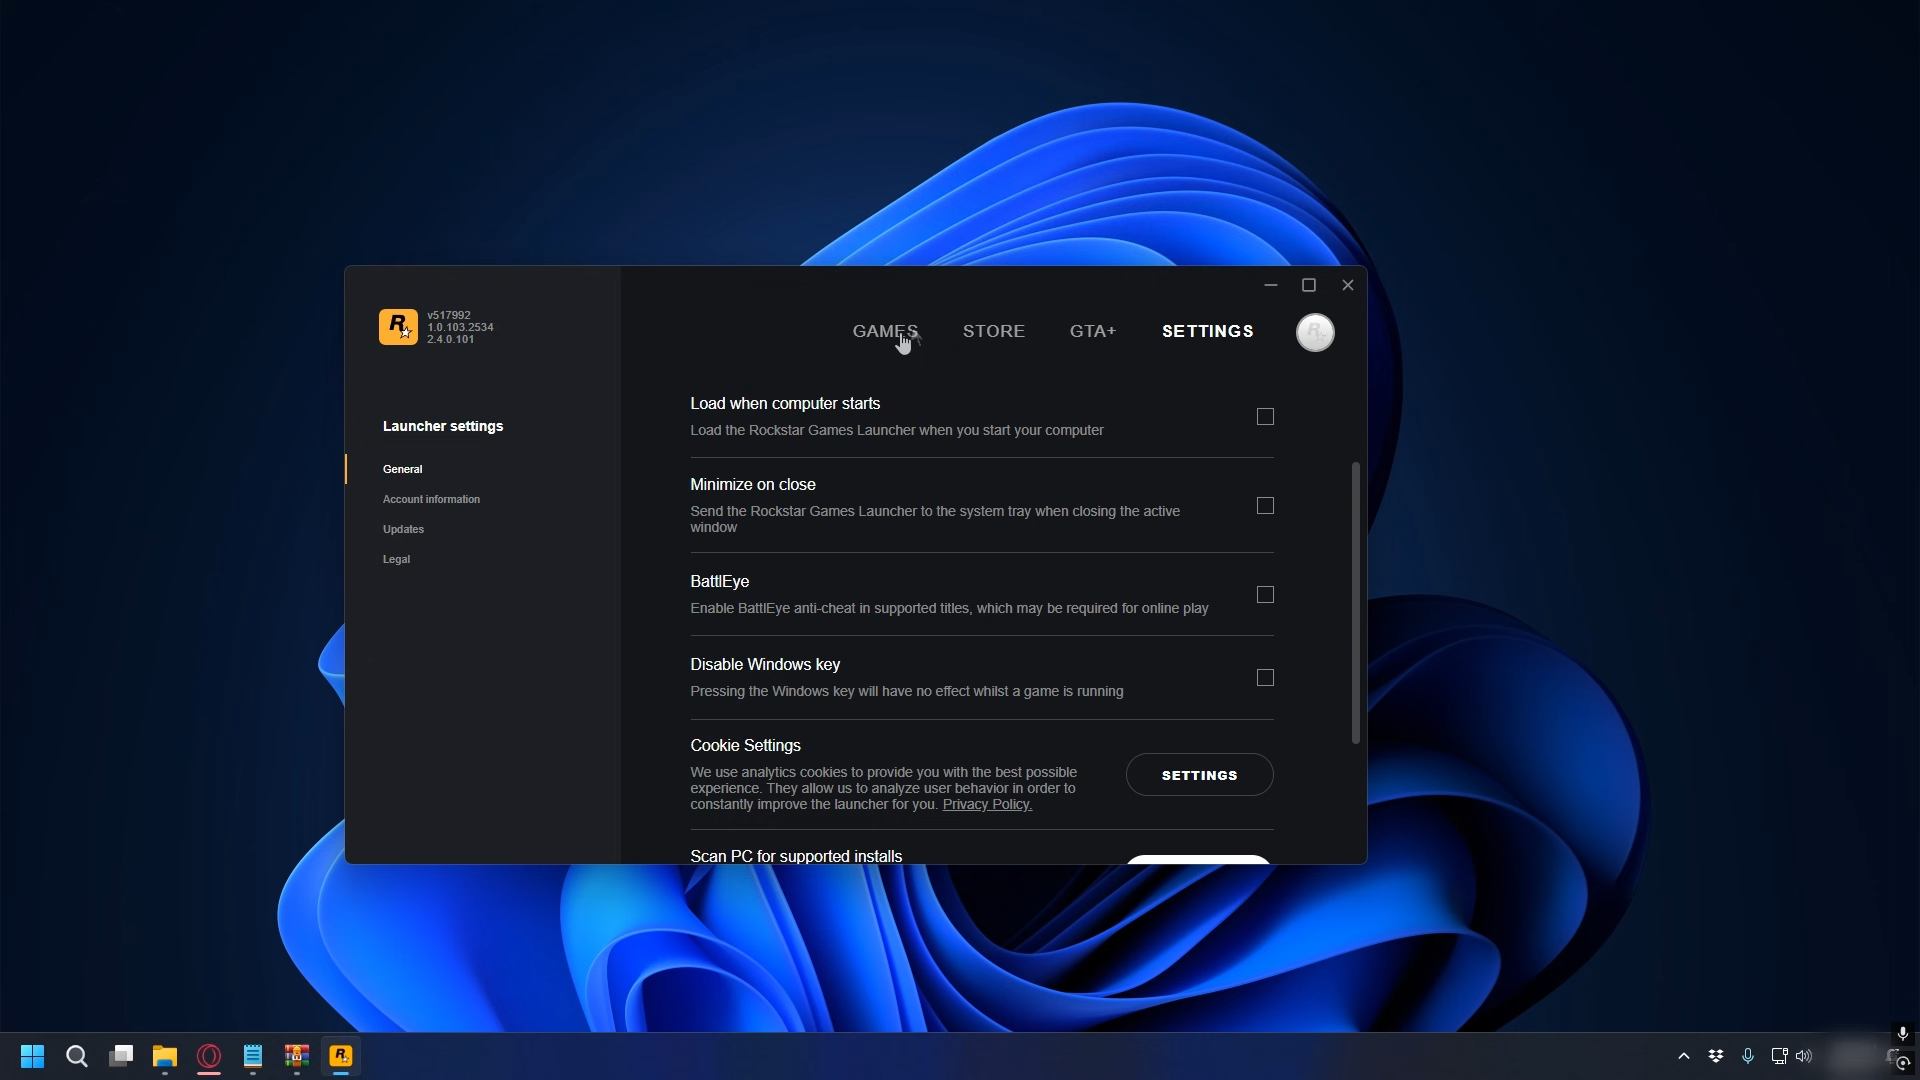 v517992
1.0.103.2534
2.4.0.101
GAMES
STORE
GTA+
SETTINGS
Launcher settings
General
Account information
Updates
Legal
Load when computer starts
Load the Rockstar Games Launcher when you start your computer
Minimize on close
Send the Rockstar Games Launcher to the system tray when closing the active
window
BattlEye
Enable BattlEye anti-cheat in supported titles, which may be required for online play
Disable Windows key
Pressing the Windows key will have no effect whilst a game is running
Cookie Settings
We use analytics cookies to provide you with the best possible
experience. They allow us to analyze user behavior in order to
constantly improve the launcher for you. Privacy Policy.
SETTINGS
Scan PC for supported installs